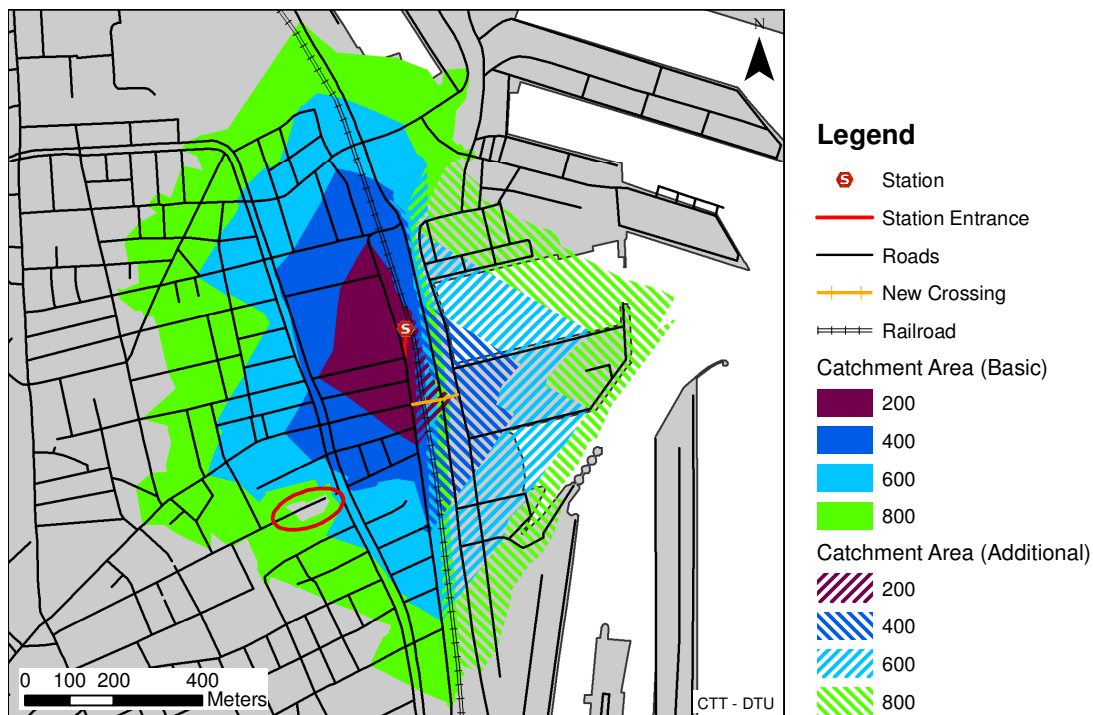 N
S
0 100 200 400
Meters
CTT - DTU
Legend
S Station
Station Entrance
Roads
New Crossing
Railroad
Catchment Area (Basic)
200
400
600
800
Catchment Area (Additional)
200
400
600
800